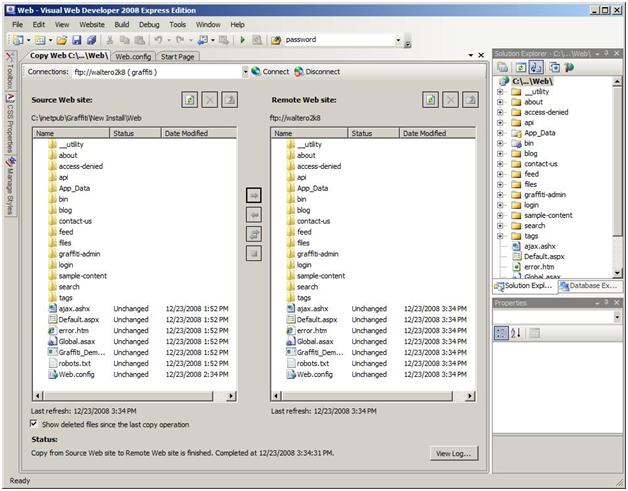 Web - Visual Web Developer 2008 Express Edition
File Edit View Website Build Debug Tools Window Help
password
Copy Web C:\...\Web\ Web.config Start Page
Solution Explorer - C:\...\Web\
Connections: ftp://waltero2k8 ( graffiti ) Connect Disconnect
Toolbox
CSS Properties
Manage Styles
Source Web site:
C:\inetpub\Graffiti\New Install\Web
Name Status Date Modified
__utility
about
access-denied
api
App_Data
bin
blog
contact-us
feed
files
graffiti-admin
login
sample-content
search
tags
ajax.ashx Unchanged 12/23/2008 1:52 PM
Default.aspx Unchanged 12/23/2008 1:52 PM
error.htm Unchanged 12/23/2008 1:52 PM
Global.asax Unchanged 12/23/2008 1:52 PM
Graffiti_Dem... Unchanged 12/23/2008 1:52 PM
robots.txt Unchanged 12/23/2008 1:52 PM
Web.config Unchanged 12/23/2008 2:34 PM
Last refresh: 12/23/2008 3:34 PM
Remote Web site:
ftp://waltero2k8
Name Status Date Modified
__utility
about
access-denied
api
App_Data
bin
blog
contact-us
feed
files
graffiti-admin
login
sample-content
search
tags
ajax.ashx Unchanged 12/23/2008 3:34 PM
Default.aspx Unchanged 12/23/2008 3:34 PM
error.htm Unchanged 12/23/2008 3:34 PM
Global.asax Unchanged 12/23/2008 3:34 PM
Graffiti_Dem... Unchanged 12/23/2008 3:34 PM
robots.txt Unchanged 12/23/2008 3:34 PM
Web.config Unchanged 12/23/2008 3:34 PM
Last refresh: 12/23/2008 3:34 PM
Show deleted files since the last copy operation
Status:
Copy from Source Web site to Remote Web site is finished. Completed at 12/23/2008 3:34:31 PM.
View Log...
C:\...\Web\
__utility
about
access-denied
api
App_Data
bin
blog
contact-us
feed
files
graffiti-admin
login
sample-content
search
tags
ajax.ashx
Default.aspx
error.htm
Global.asax
Solution Expl... Database Ex...
Properties
Ready